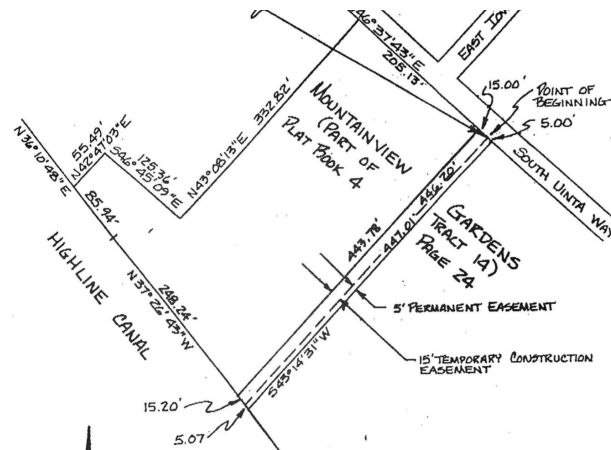 46°37'43"E
205.13'
EAST IOW
15.00'
POINT OF
BEGINNING
5.00'
SOUTH UINTA WAY
332.82'
N43°08'13"E
MOUNTAINVIEW
(PART OF
PLAT BOOK 4
GARDENS
TRACT 14)
PAGE 24
55.49'
N42°47'03"E
S46°45'09"E
125.36'
N36°10'48"E
85.94'
HIGHLINE CANAL
248.24'
N37°26'43"W
443.78'
447.01'
446.20'
5' PERMANENT EASEMENT
15' TEMPORARY CONSTRUCTION
EASEMENT
S43°14'31"W
15.20'
5.07'